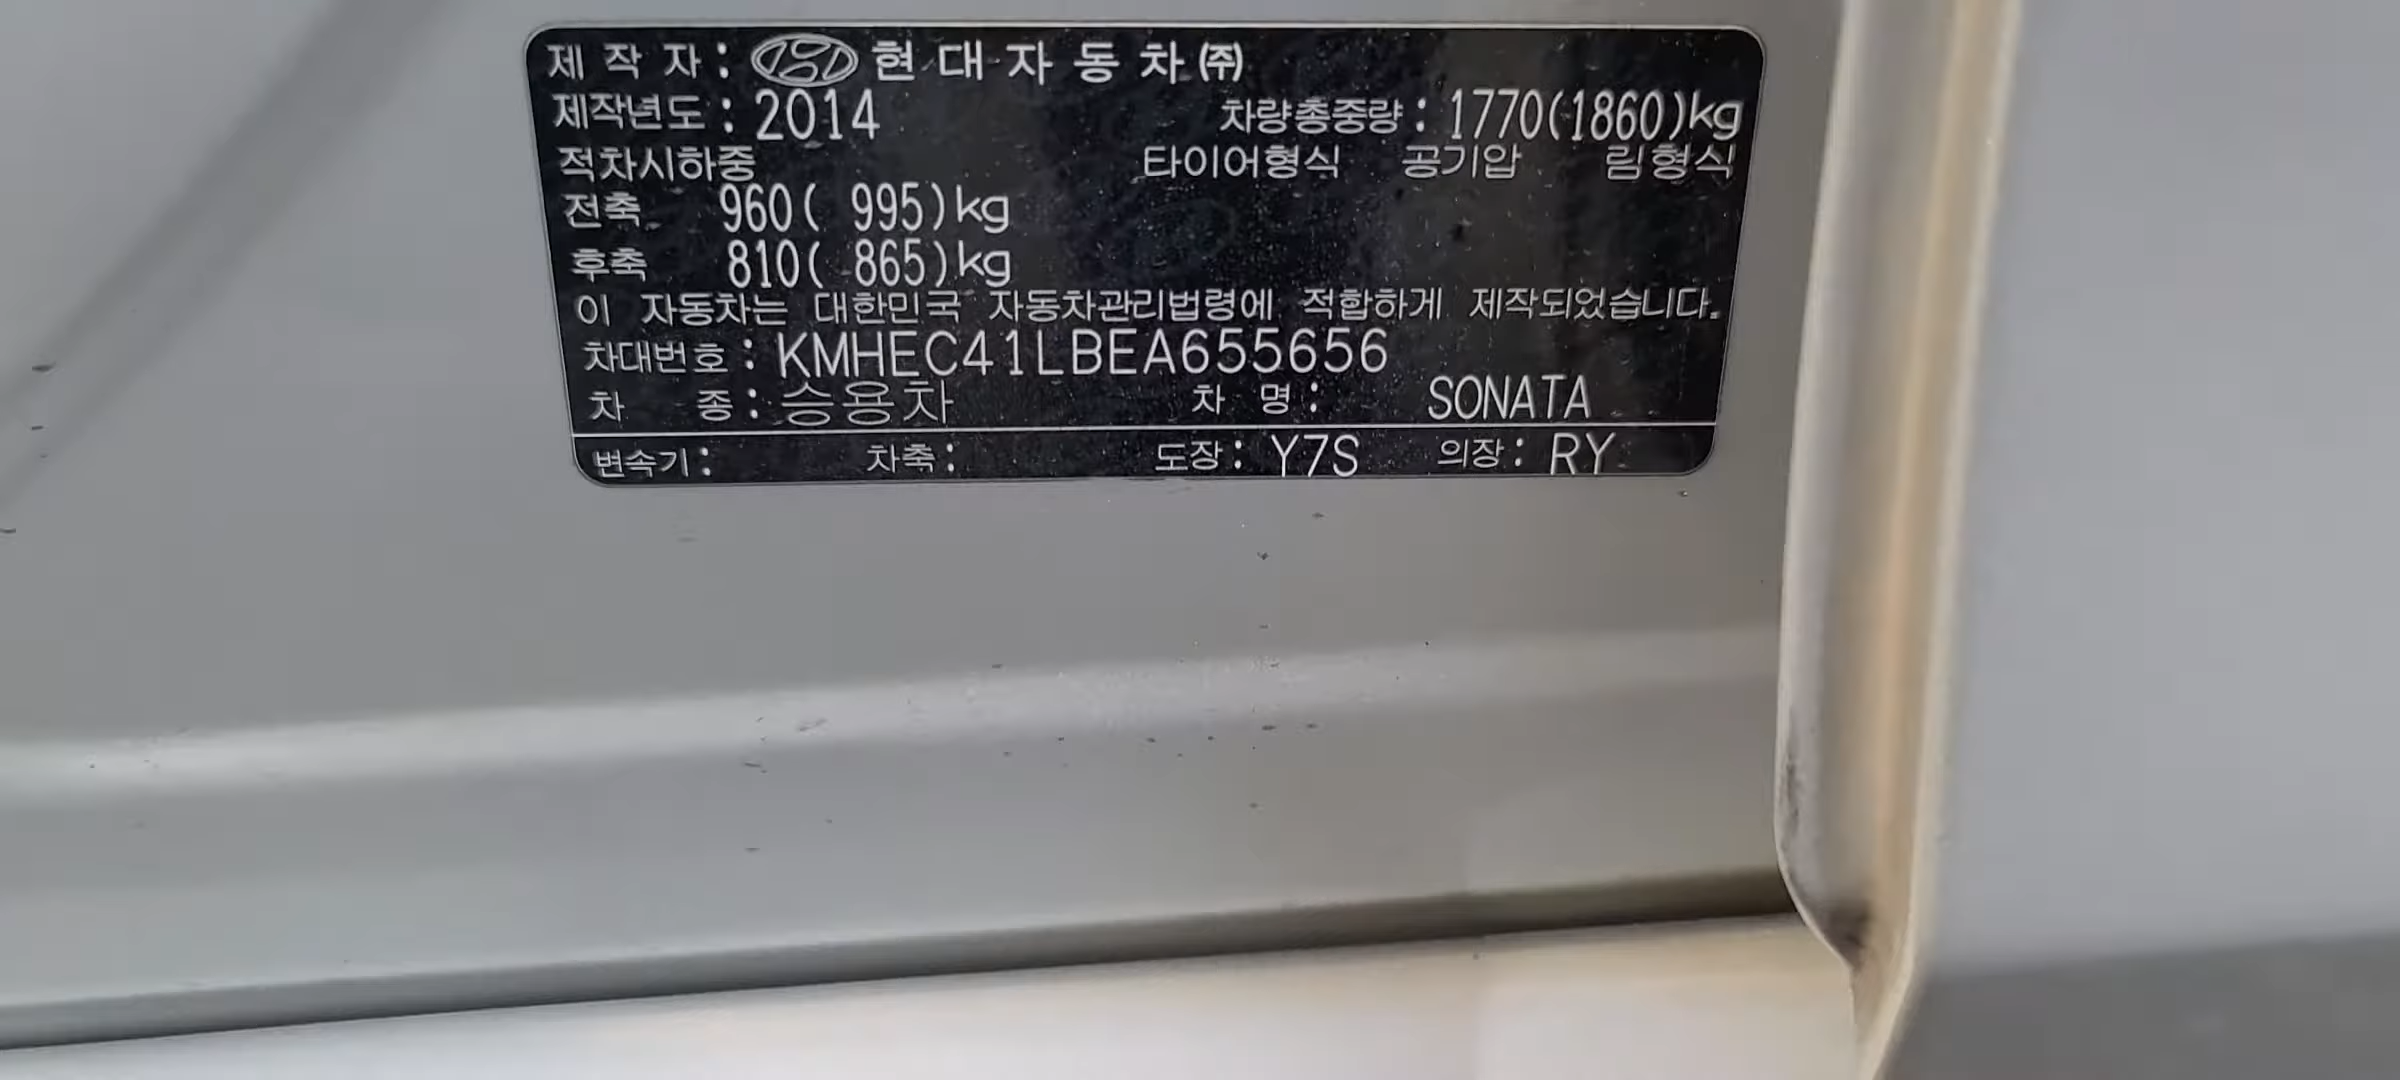 제 작 자 : 현 대 자 동 차 ㈜
제작년도 : 2014 차량총중량 : 1770(1860)kg
적차시하중 타이어형식 공기압 림형식
전축 960( 995)kg
후축 810( 865)kg
이 자동차는 대한민국 자동차관리법령에 적합하게 제작되었습니다.
차대번호 : KMHEC41LBEA655656
차 종 : 승용차 차 명 : SONATA
변속기 : 차축 : 도장 : Y7S 의장 : RY